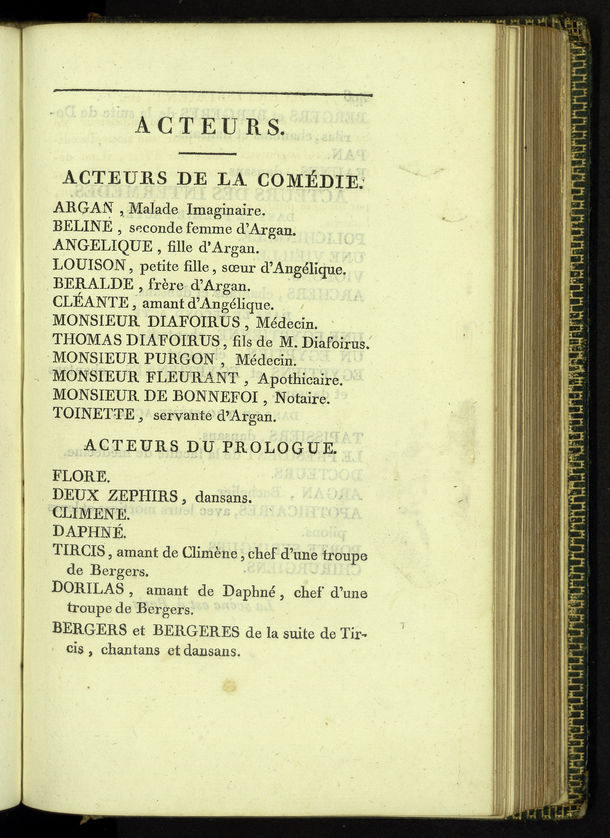 ACTEURS.
ACTEURS DE LA COMÉDIE.
ARGAN , Malade Imaginaire.
BELINE , seconde femme d'Argan.
ANGELIQUE , fille d'Argan.
LOUISON , petite fille , sœur d'Angélique.
BERALDE , frère d'Argan.
CLÉANTE , amant d'Angélique.
MONSIEUR DIAFOIRUS , Médecin.
THOMAS DIAFOIRUS , fils de M. Diafoirus.
MONSIEUR PURGON , Médecin.
MONSIEUR FLEURANT , Apothicaire.
MONSIEUR DE BONNEFOI , Notaire.
TOINETTE , servante d'Argan.
ACTEURS DU PROLOGUE.
FLORE.
DEUX ZEPHIRS , dansans.
CLIMENE.
DAPHNÉ.
TIRCIS , amant de Climène , chef d'une troupe
de Bergers.
DORILAS , amant de Daphné , chef d'une
troupe de Bergers.
BERGERS et BERGERES de la suite de Tir-
cis , chantans et dansans.